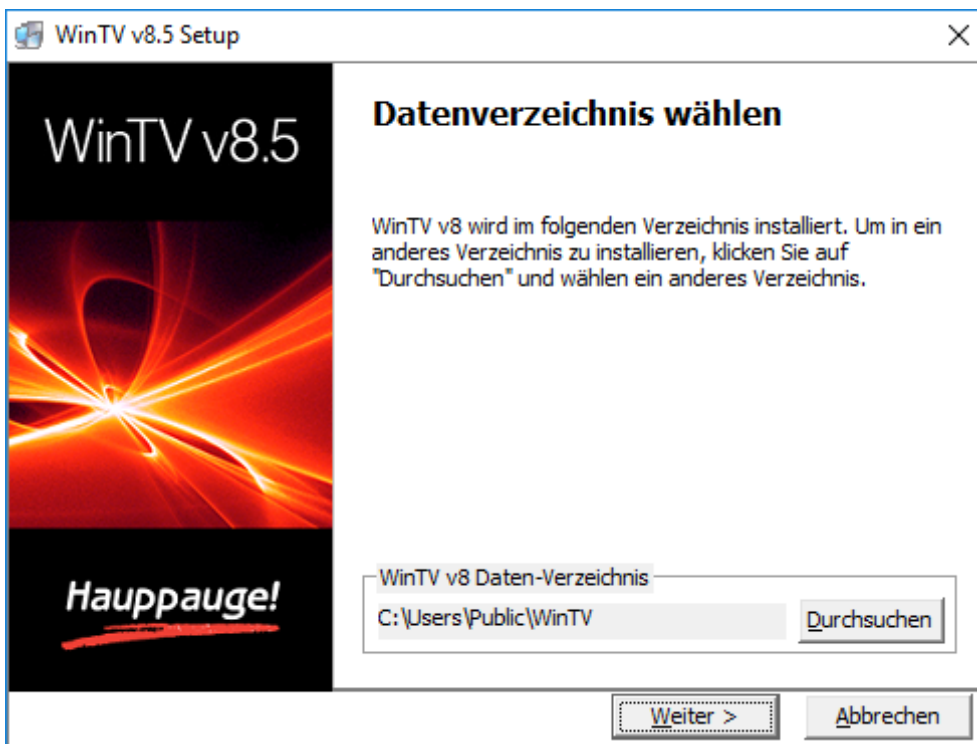 WinTV v8.5 Setup
WinTV v8.5
Datenverzeichnis wählen
WinTV v8 wird im folgenden Verzeichnis installiert. Um in ein
anderes Verzeichnis zu installieren, klicken Sie auf
"Durchsuchen" und wählen ein anderes Verzeichnis.
Hauppauge!
WinTV v8 Daten-Verzeichnis
C:\Users\Public\WinTV
Durchsuchen
Weiter >
Abbrechen